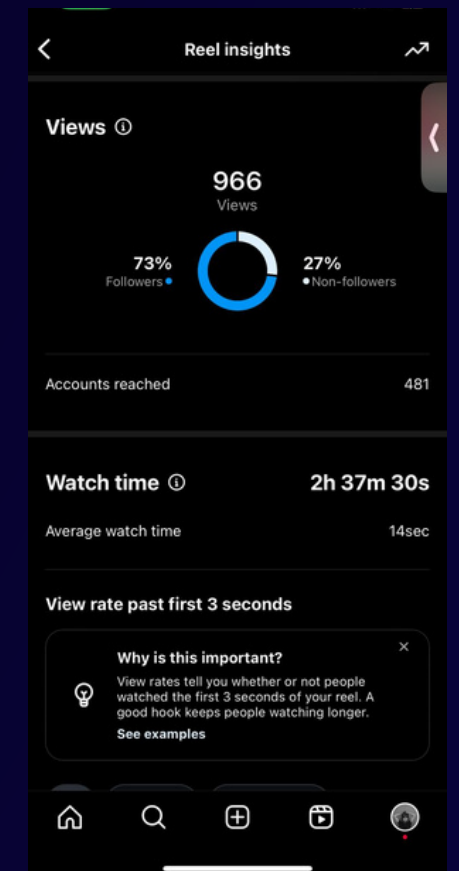 Reel insights
Views
966
Views
73%
Followers
27%
Non-followers
Accounts reached 481
Watch time 2h 37m 30s
Average watch time 14sec
View rate past first 3 seconds
Why is this important?
View rates tell you whether or not people
watched the first 3 seconds of your reel. A
good hook keeps people watching longer.
See examples